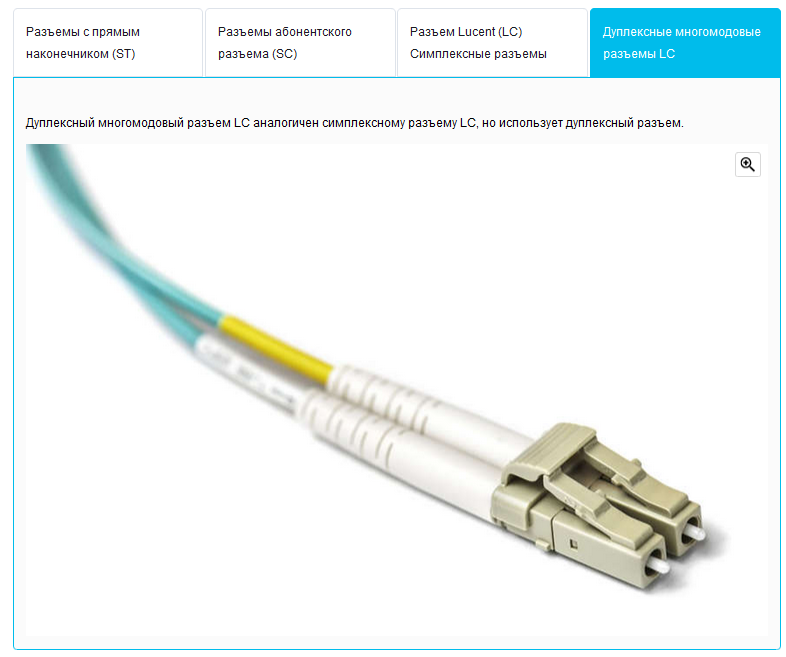 Разъемы с прямым
наконечником (ST)
Разъемы абонентского
разъема (SC)
Разъем Lucent (LC)
Симплексные разъемы
Дуплексные многомодовые
разъемы LC
Дуплексный многомодовый разъем LC аналогичен симплексному разъему LC, но использует дуплексный разъем.